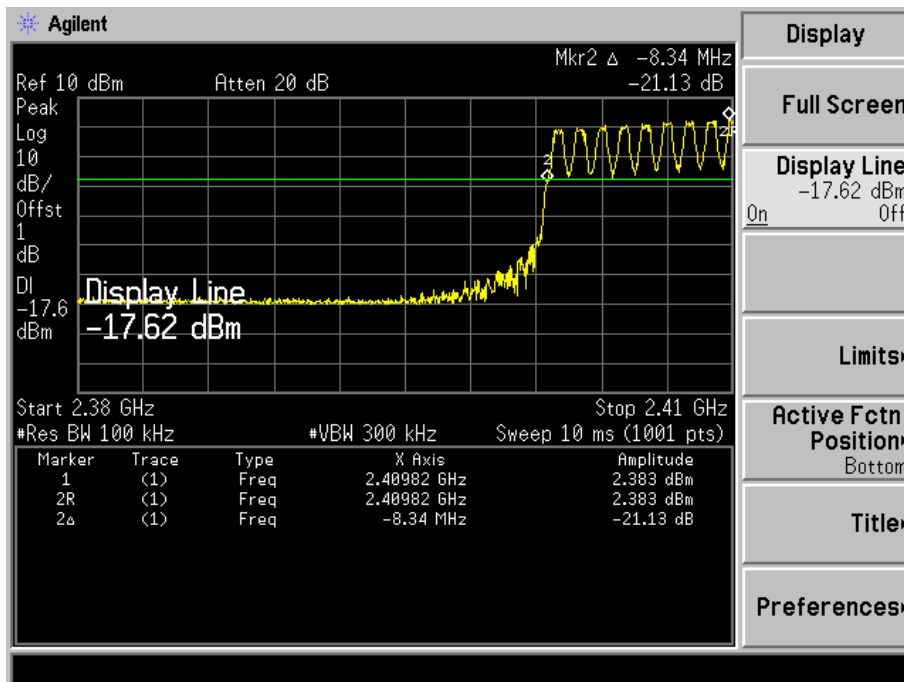 Agilent
Mkr2 Δ -8.34 MHz
Ref 10 dBm Atten 20 dB -21.13 dB
Peak
Log
10
dB/
Offst
1
dB
DI
-17.6
dBm
2
2R
Display Line
-17.62 dBm
Start 2.38 GHz Stop 2.41 GHz
#Res BW 100 kHz #VBW 300 kHz Sweep 10 ms (1001 pts)
Marker Trace Type X Axis Amplitude
1 (1) Freq 2.40982 GHz 2.383 dBm
2R (1) Freq 2.40982 GHz 2.383 dBm
2Δ (1) Freq -8.34 MHz -21.13 dB
Display
Full Screen
Display Line
-17.62 dBm
On Off
Limits
Active Fctn
Position
Bottom
Title
Preferences